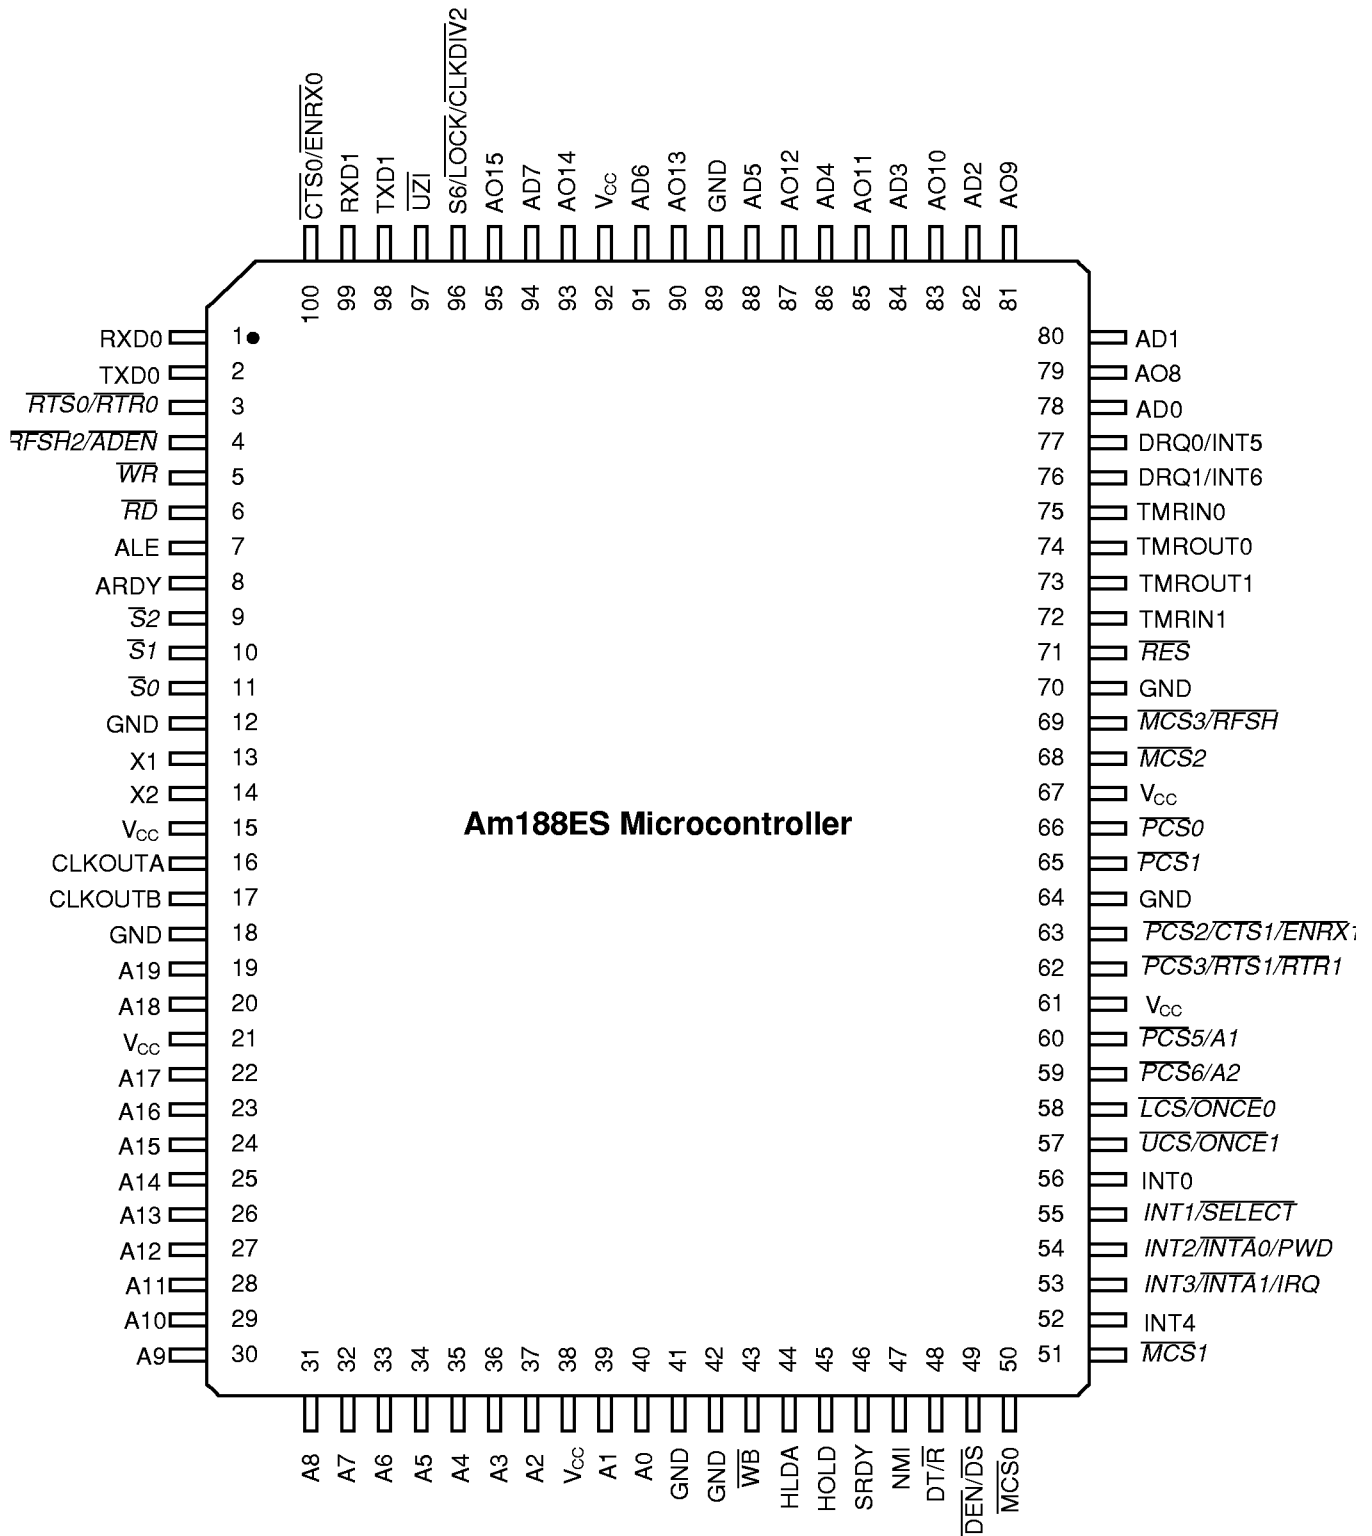 CTS0/ENRX0
RXD1
TXD1
UZI
S6/LOCK/CLKDIV2
AO15
AD7
AO14
VCC
AD6
AO13
GND
AD5
AO12
AD4
AO11
AD3
AO10
AD2
AO9
100
99
98
97
96
95
94
93
92
91
90
89
88
87
86
85
84
83
82
81
RXD0 1
TXD0 2
RTS0/RTR0 3
RFSH2/ADEN 4
WR 5
RD 6
ALE 7
ARDY 8
S2 9
S1 10
S0 11
GND 12
X1 13
X2 14
VCC 15
CLKOUTA 16
CLKOUTB 17
GND 18
A19 19
A18 20
VCC 21
A17 22
A16 23
A15 24
A14 25
A13 26
A12 27
A11 28
A10 29
A9 30
Am188ES Microcontroller
80 AD1
79 AO8
78 AD0
77 DRQ0/INT5
76 DRQ1/INT6
75 TMRIN0
74 TMROUT0
73 TMROUT1
72 TMRIN1
71 RES
70 GND
69 MCS3/RFSH
68 MCS2
67 VCC
66 PCS0
65 PCS1
64 GND
63 PCS2/CTS1/ENRX1
62 PCS3/RTS1/RTR1
61 VCC
60 PCS5/A1
59 PCS6/A2
58 LCS/ONCE0
57 UCS/ONCE1
56 INT0
55 INT1/SELECT
54 INT2/INTA0/PWD
53 INT3/INTA1/IRQ
52 INT4
51 MCS1
31
32
33
34
35
36
37
38
39
40
41
42
43
44
45
46
47
48
49
50
A8
A7
A6
A5
A4
A3
A2
VCC
A1
A0
GND
GND
WB
HLDA
HOLD
SRDY
NMI
DT/R
DEN/DS
MCS0